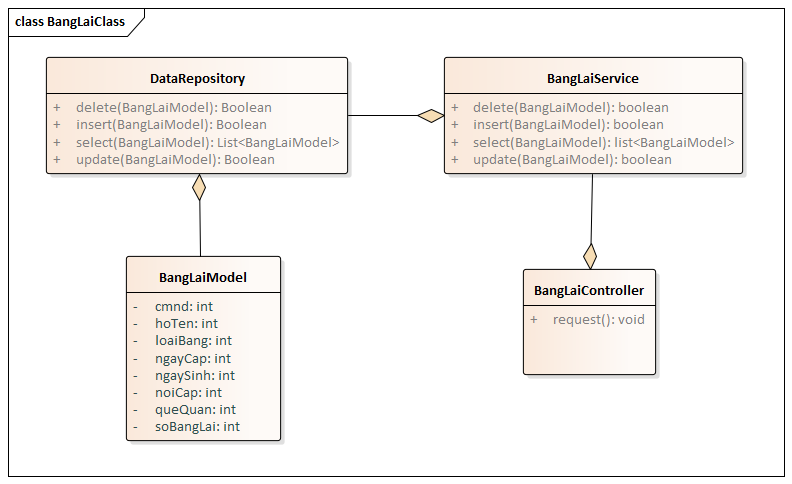 class BangLaiClass
DataRepository
+ delete(BangLaiModel): Boolean
+ insert(BangLaiModel): Boolean
+ select(BangLaiModel): List<BangLaiModel>
+ update(BangLaiModel): Boolean
BangLaiService
+ delete(BangLaiModel): boolean
+ insert(BangLaiModel): boolean
+ select(BangLaiModel): list<BangLaiModel>
+ update(BangLaiModel): boolean
BangLaiModel
- cmnd: int
- hoTen: int
- loaiBang: int
- ngayCap: int
- ngaySinh: int
- noiCap: int
- queQuan: int
- soBangLai: int
BangLaiController
+ request(): void